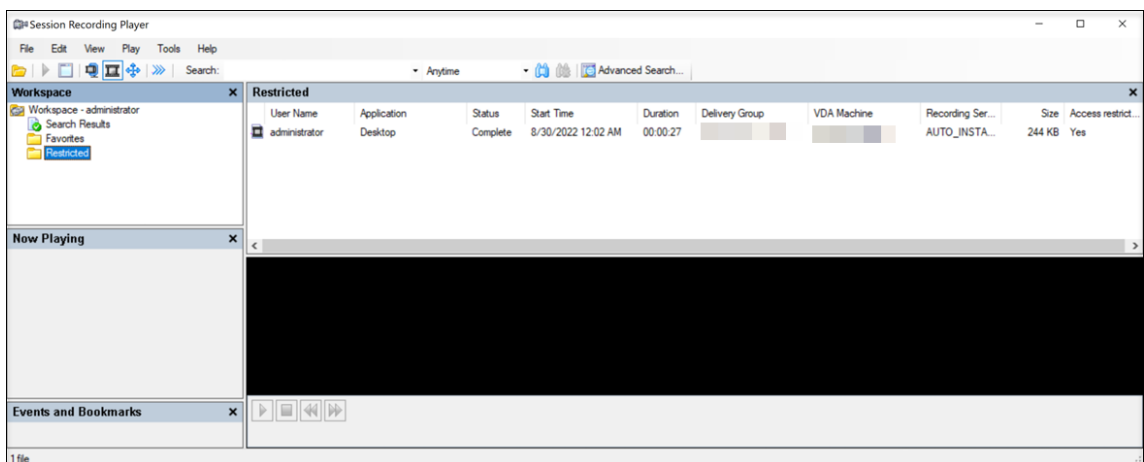 Session Recording Player
File Edit View Play Tools Help
Search: Anytime Advanced Search...
Workspace
Workspace - administrator
Search Results
Favorites
Restricted
Restricted
User Name Application Status Start Time Duration Delivery Group VDA Machine Recording Ser... Size Access restrict...
administrator Desktop Complete 8/30/2022 12:02 AM 00:00:27 AUTO_INSTA... 244 KB Yes
Now Playing
Events and Bookmarks
1 file